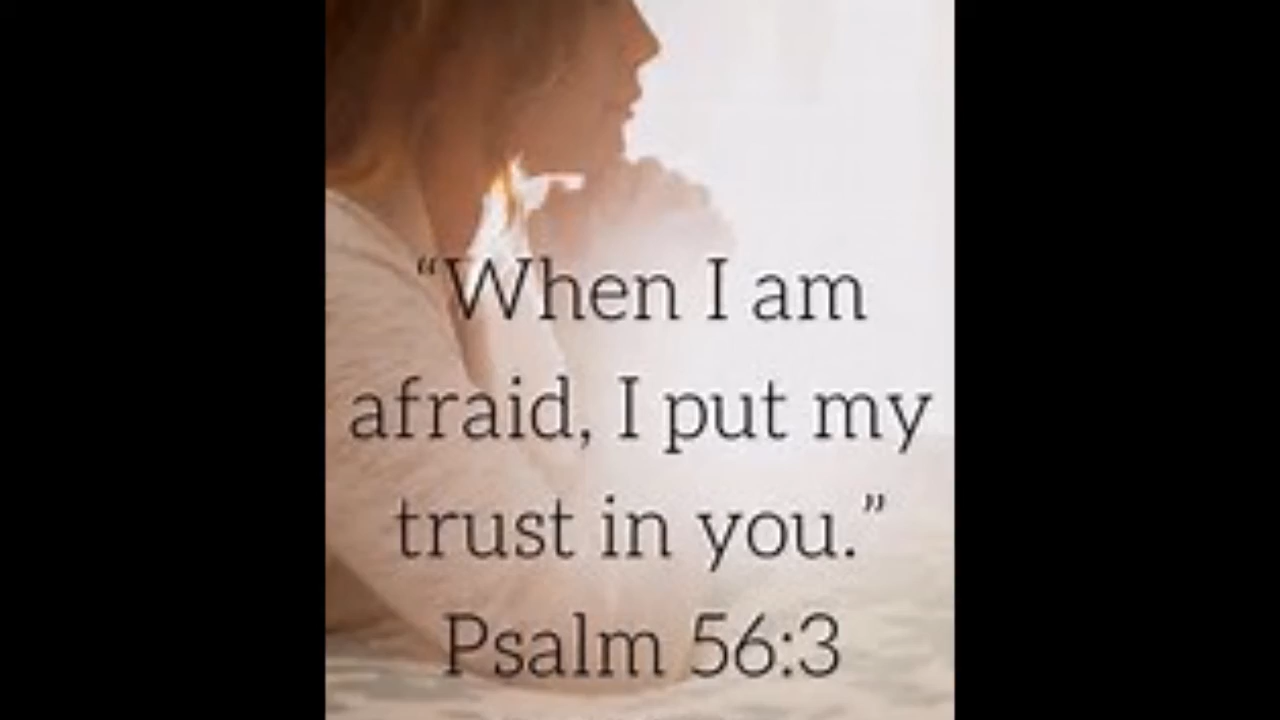 “When I am
afraid, I put my
trust in you.”
Psalm 56:3